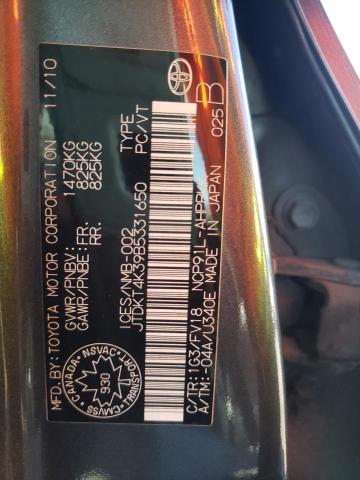 MFD.BY: TOYOTA MOTOR CORPORATION 11/10
GVWR/PNBV: 1470KG
GAWR/PNBE FR: 825KG
RR: 825KG
CANADA NSVAC TRANSPORT CMVSS
930
ICES/NMB-002
JTDKT4K39B5331650
TYPE
PC/VT
C/TR:1G3/FV18 NCP91L-AHPRK
A/TM:-04A/U340E MADE IN JAPAN 025
B